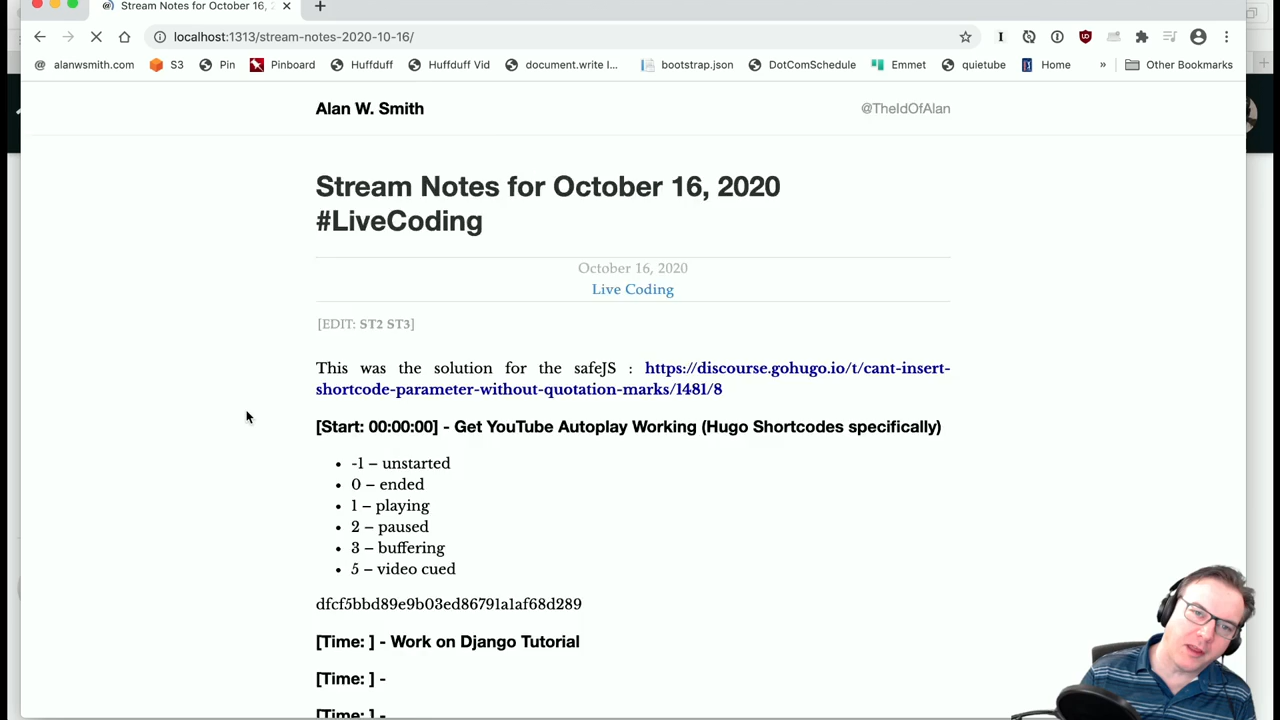 Stream Notes for October 16, 2
localhost:1313/stream-notes-2020-10-16/
alanwsmith.com S3 Pin Pinboard Huffduff Huffduff Vid document.write I... bootstrap.json DotComSchedule Emmet quietube Home » Other Bookmarks
Alan W. Smith @TheIdOfAlan
Stream Notes for October 16, 2020
#LiveCoding
October 16, 2020
Live Coding
[EDIT: ST2 ST3]
This was the solution for the safeJS : https://discourse.gohugo.io/t/cant-insert-
shortcode-parameter-without-quotation-marks/1481/8
[Start: 00:00:00] - Get YouTube Autoplay Working (Hugo Shortcodes specifically)
-1 – unstarted
0 – ended
1 – playing
2 – paused
3 – buffering
5 – video cued
dfcf5bbd89e9b03ed86791a1af68d289
[Time: ] - Work on Django Tutorial
[Time: ] -
[Time: ] -